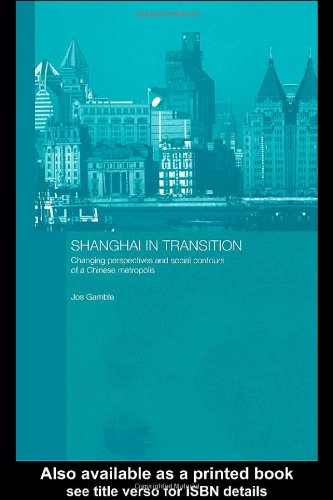 SHANGHAI IN TRANSITION
Changing perspectives and social contours
of a Chinese metropolis
Jos Gamble
Also available as a printed book
see title verso for ISBN details